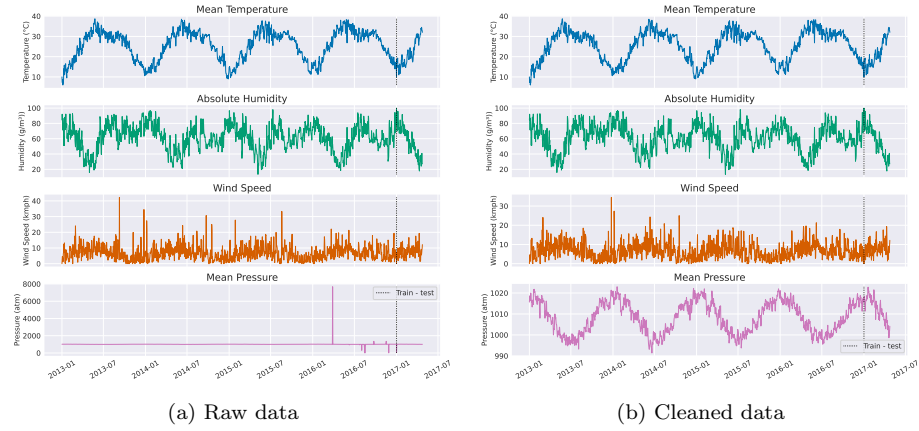 Mean Temperature
Temperature (°C)
40
30
20
10
Absolute Humidity
Humidity (g/m³))
100
80
60
40
20
Wind Speed
Wind Speed (kmph)
40
30
20
10
0
Mean Pressure
Pressure (atm)
8000
6000
4000
2000
0
Train - test
2013-01
2013-07
2014-01
2014-07
2015-01
2015-07
2016-01
2016-07
2017-01
2017-07
(a) Raw data
Mean Temperature
Temperature (°C)
40
30
20
10
Absolute Humidity
Humidity (g/m³))
100
80
60
40
20
Wind Speed
Wind Speed (kmph)
30
20
10
0
Mean Pressure
Pressure (atm)
1020
1000
990
Train - test
2013-01
2013-07
2014-01
2014-07
2015-01
2015-07
2016-01
2016-07
2017-01
2017-07
(b) Cleaned data